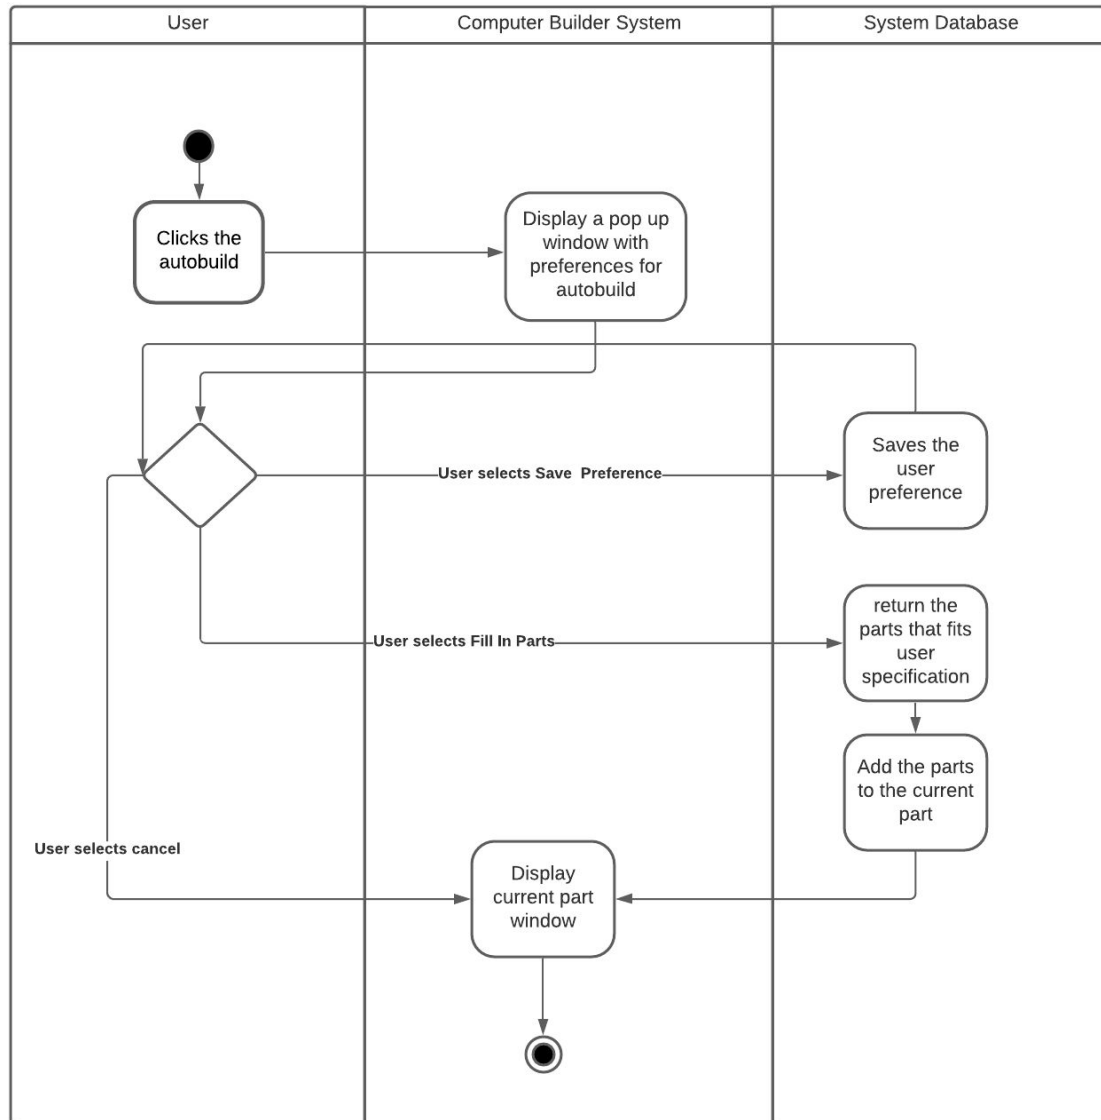 User
Computer Builder System
System Database
Clicks the
autobuild
Display a pop up
window with
preferences for
autobuild
Saves the
user
preference
User selects Save  Preference
return the
parts that fits
user
specification
User selects Fill In Parts
Add the parts
to the current
part
User selects cancel
Display
current part
window